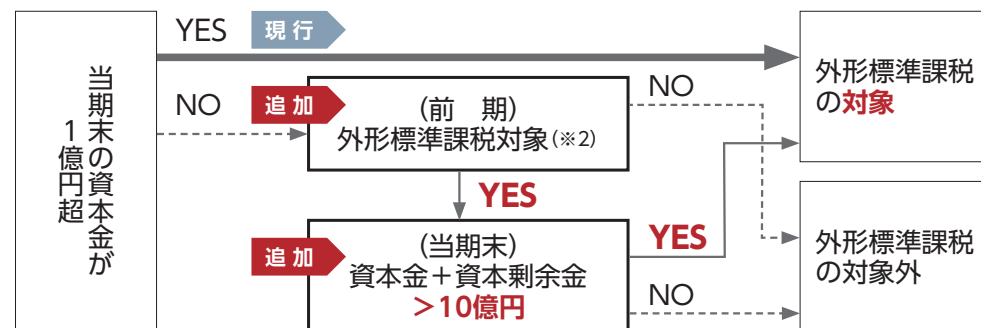 当期末の資本金が
1億円超
YES
現行
NO
追加
(前　期)
外形標準課税対象(※2)
NO
YES
追加
(当期末)
資本金＋資本剰余金
＞10億円
YES
NO
外形標準課税
の対象
外形標準課税
の対象外